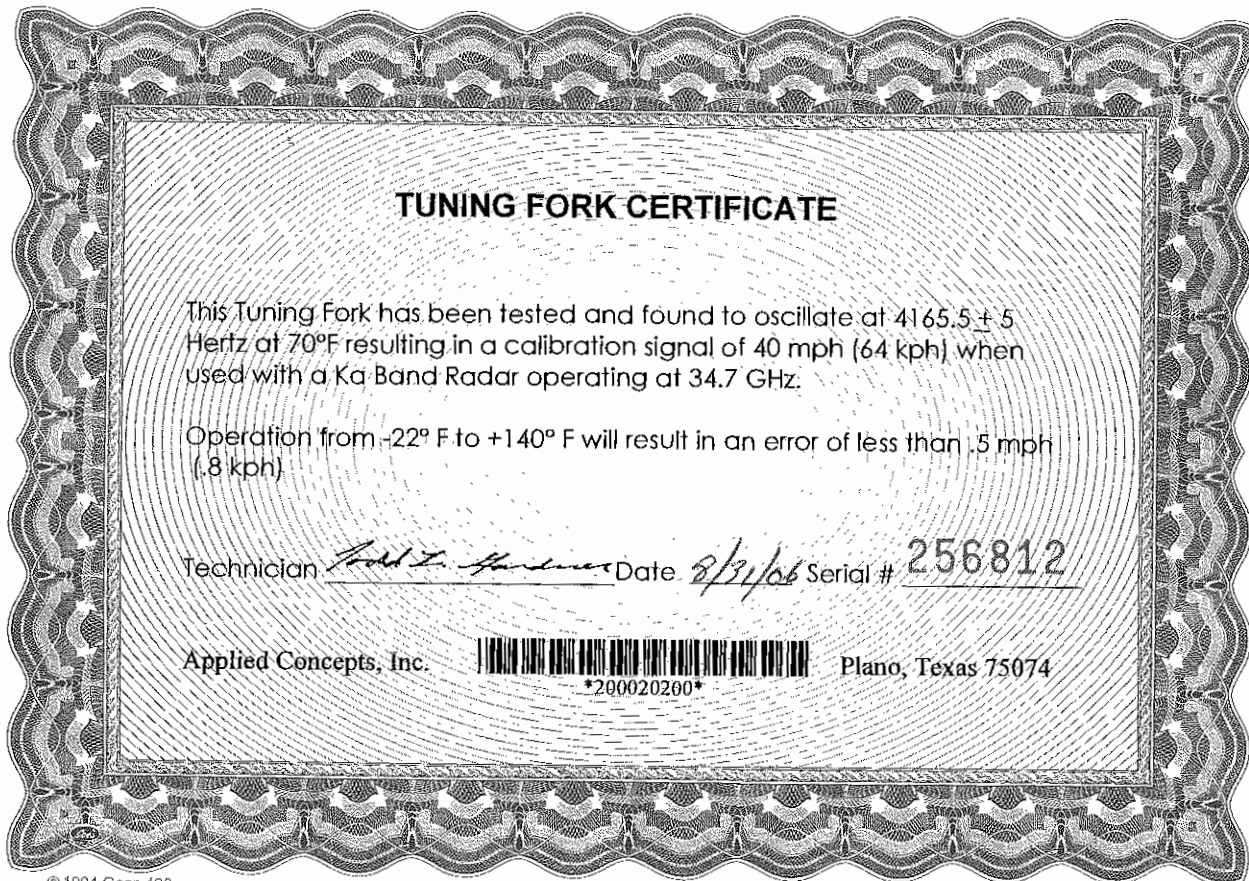 TUNING FORK CERTIFICATE
This Tuning Fork has been tested and found to oscillate at 4165.5 ± 5
Hertz at 70°F resulting in a calibration signal of 40 mph (64 kph) when
used with a Ka Band Radar operating at 34.7 GHz.
Operation from -22° F to +140° F will result in an error of less than .5 mph
(.8 kph)
Technician Todd L. Date 8/31/06 Serial # 256812
Applied Concepts, Inc. *200020200* Plano, Texas 75074
© 1994